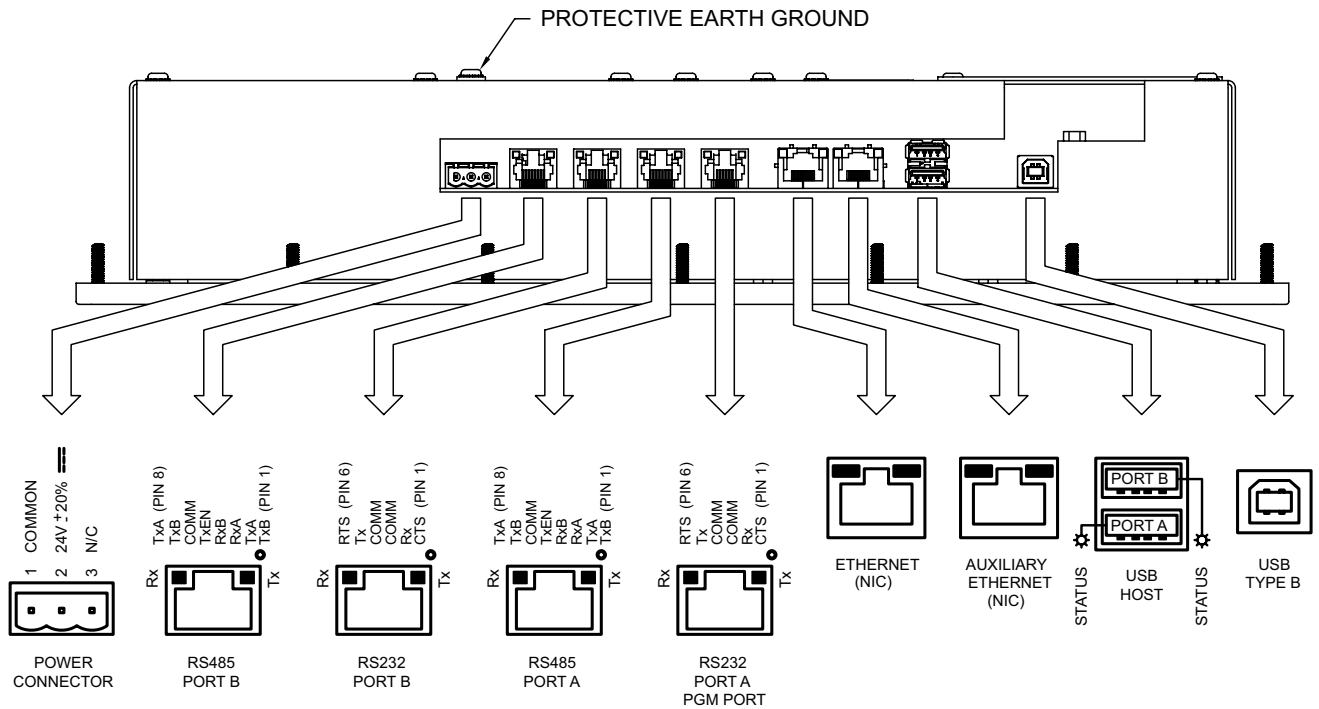 PROTECTIVE EARTH GROUND
1 COMMON
2 24V ±20%
3 N/C
POWER
CONNECTOR
TxA (PIN 8)
TxB
COMM
TxEN
RxB
RxA
TxA
TxB (PIN 1)
Rx
Tx
RS485
PORT B
RTS (PIN 6)
Tx
COMM
COMM
Rx
CTS (PIN 1)
Rx
Tx
RS232
PORT B
TxA (PIN 8)
TxB
COMM
TxEN
RxB
RxA
TxA
TxB (PIN 1)
Rx
Tx
RS485
PORT A
RTS (PIN 6)
Tx
COMM
COMM
Rx
CTS (PIN 1)
Rx
Tx
RS232
PORT A
PGM PORT
ETHERNET
(NIC)
AUXILIARY
ETHERNET
(NIC)
PORT B
PORT A
STATUS
USB
HOST
STATUS
USB
TYPE B